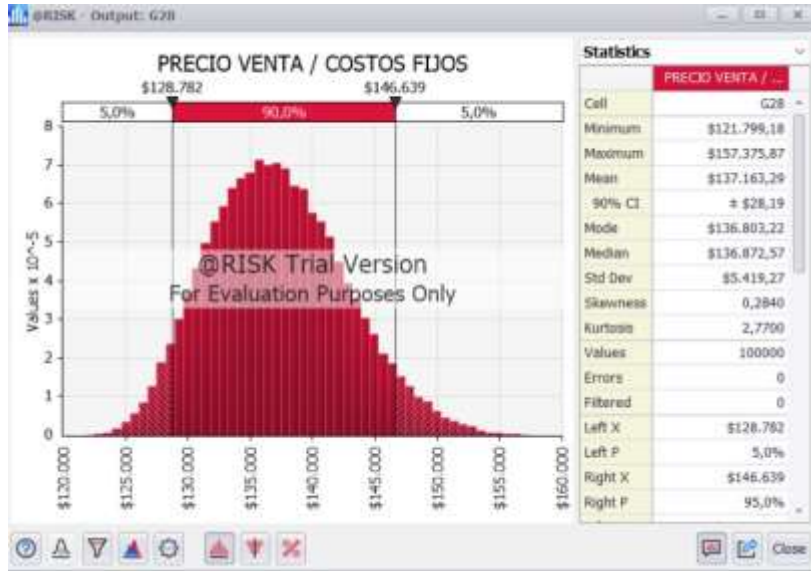 @RISK - Output: G28
PRECIO VENTA / COSTOS FIJOS
$128.782 $146.639
5,0% 90,0% 5,0%
8
7
6
5
4
3
2
1
0
Values x 10^-5
@RISK Trial Version
For Evaluation Purposes Only
$120.000
$125.000
$130.000
$135.000
$140.000
$145.000
$150.000
$155.000
$160.000
Statistics
PRECIO VENTA / ...
Cell G28
Minimum $121.799,18
Maximum $157.375,87
Mean $137.163,29
90% CI ± $28,19
Mode $136.803,22
Median $136.872,57
Std Dev $5.419,27
Skewness 0,2840
Kurtosis 2,7700
Values 100000
Errors 0
Filtered 0
Left X $128.782
Left P 5,0%
Right X $146.639
Right P 95,0%
Close